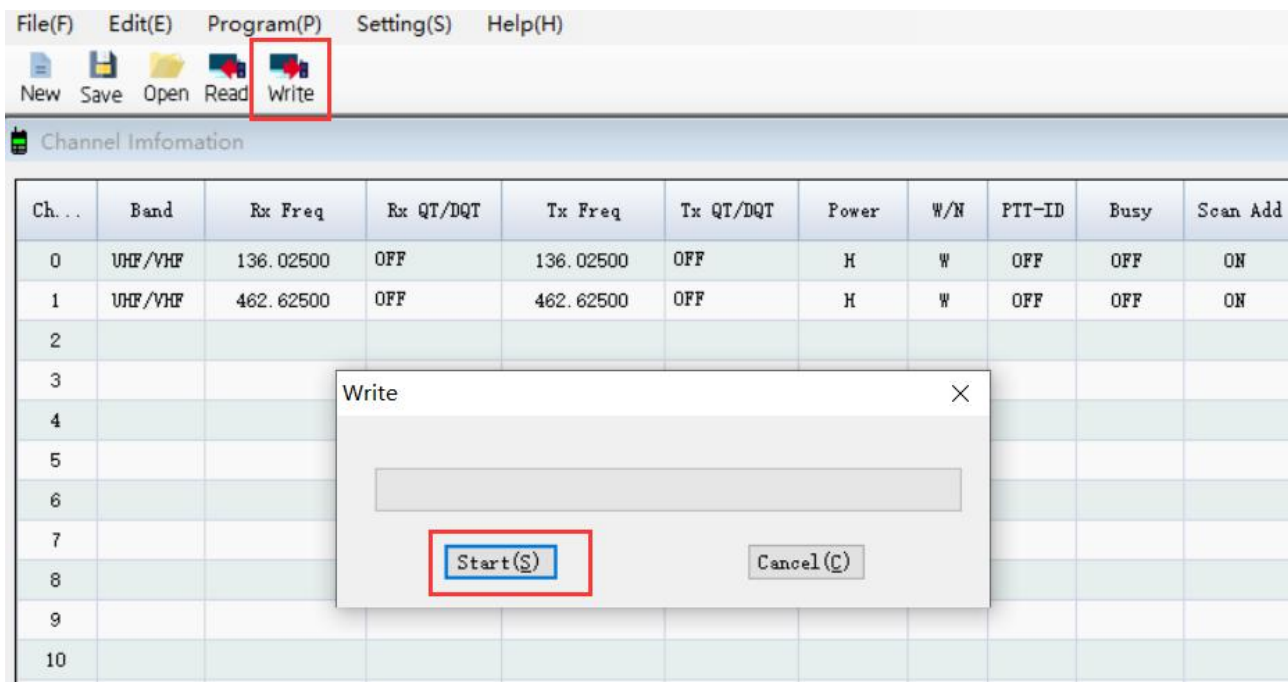 File(F) Edit(E) Program(P) Setting(S) Help(H)
New Save Open Read Write
Channel Imfomation
Ch... Band Rx Freq Rx QT/DQT Tx Freq Tx QT/DQT Power W/N PTT-ID Busy Scan Add
0 UHF/VHF 136.02500 OFF 136.02500 OFF H W OFF OFF ON
1 UHF/VHF 462.62500 OFF 462.62500 OFF H W OFF OFF ON
2
3
Write
4
5
6
7
Start(S) Cancel(C)
8
9
10